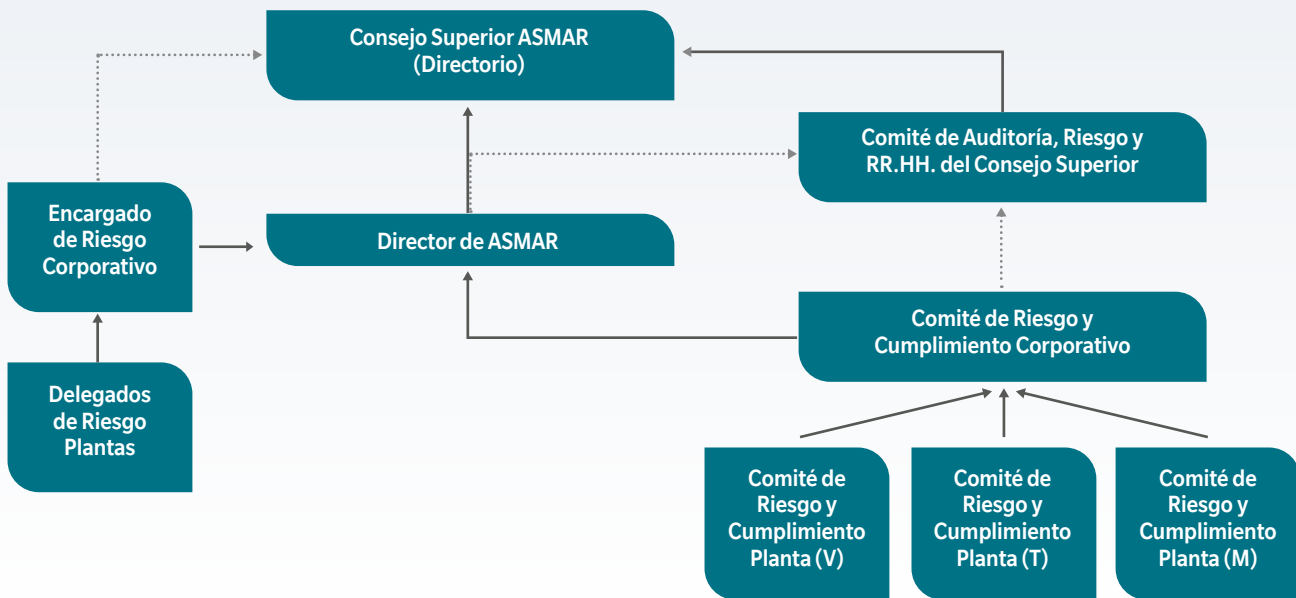 Consejo Superior ASMAR
(Directorio)
Comité de Auditoría, Riesgo y
RR.HH. del Consejo Superior
Encargado
de Riesgo
Corporativo
Director de ASMAR
Comité de Riesgo y
Cumplimiento Corporativo
Delegados
de Riesgo
Plantas
Comité de
Riesgo y
Cumplimiento
Planta (V)
Comité de
Riesgo y
Cumplimiento
Planta (T)
Comité de
Riesgo y
Cumplimiento
Planta (M)